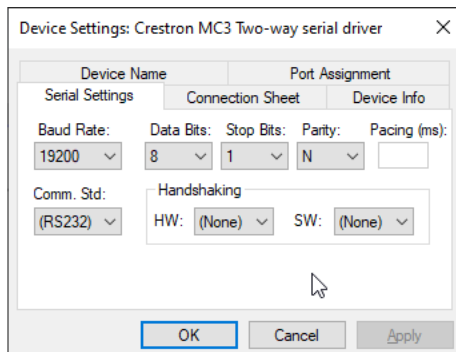 Device Settings: Crestron MC3 Two-way serial driver
Device Name Port Assignment
Serial Settings Connection Sheet Device Info
Baud Rate: Data Bits: Stop Bits: Parity: Pacing (ms):
19200 8 1 N
Comm. Std: Handshaking
(RS232) HW: (None) SW: (None)
OK Cancel Apply